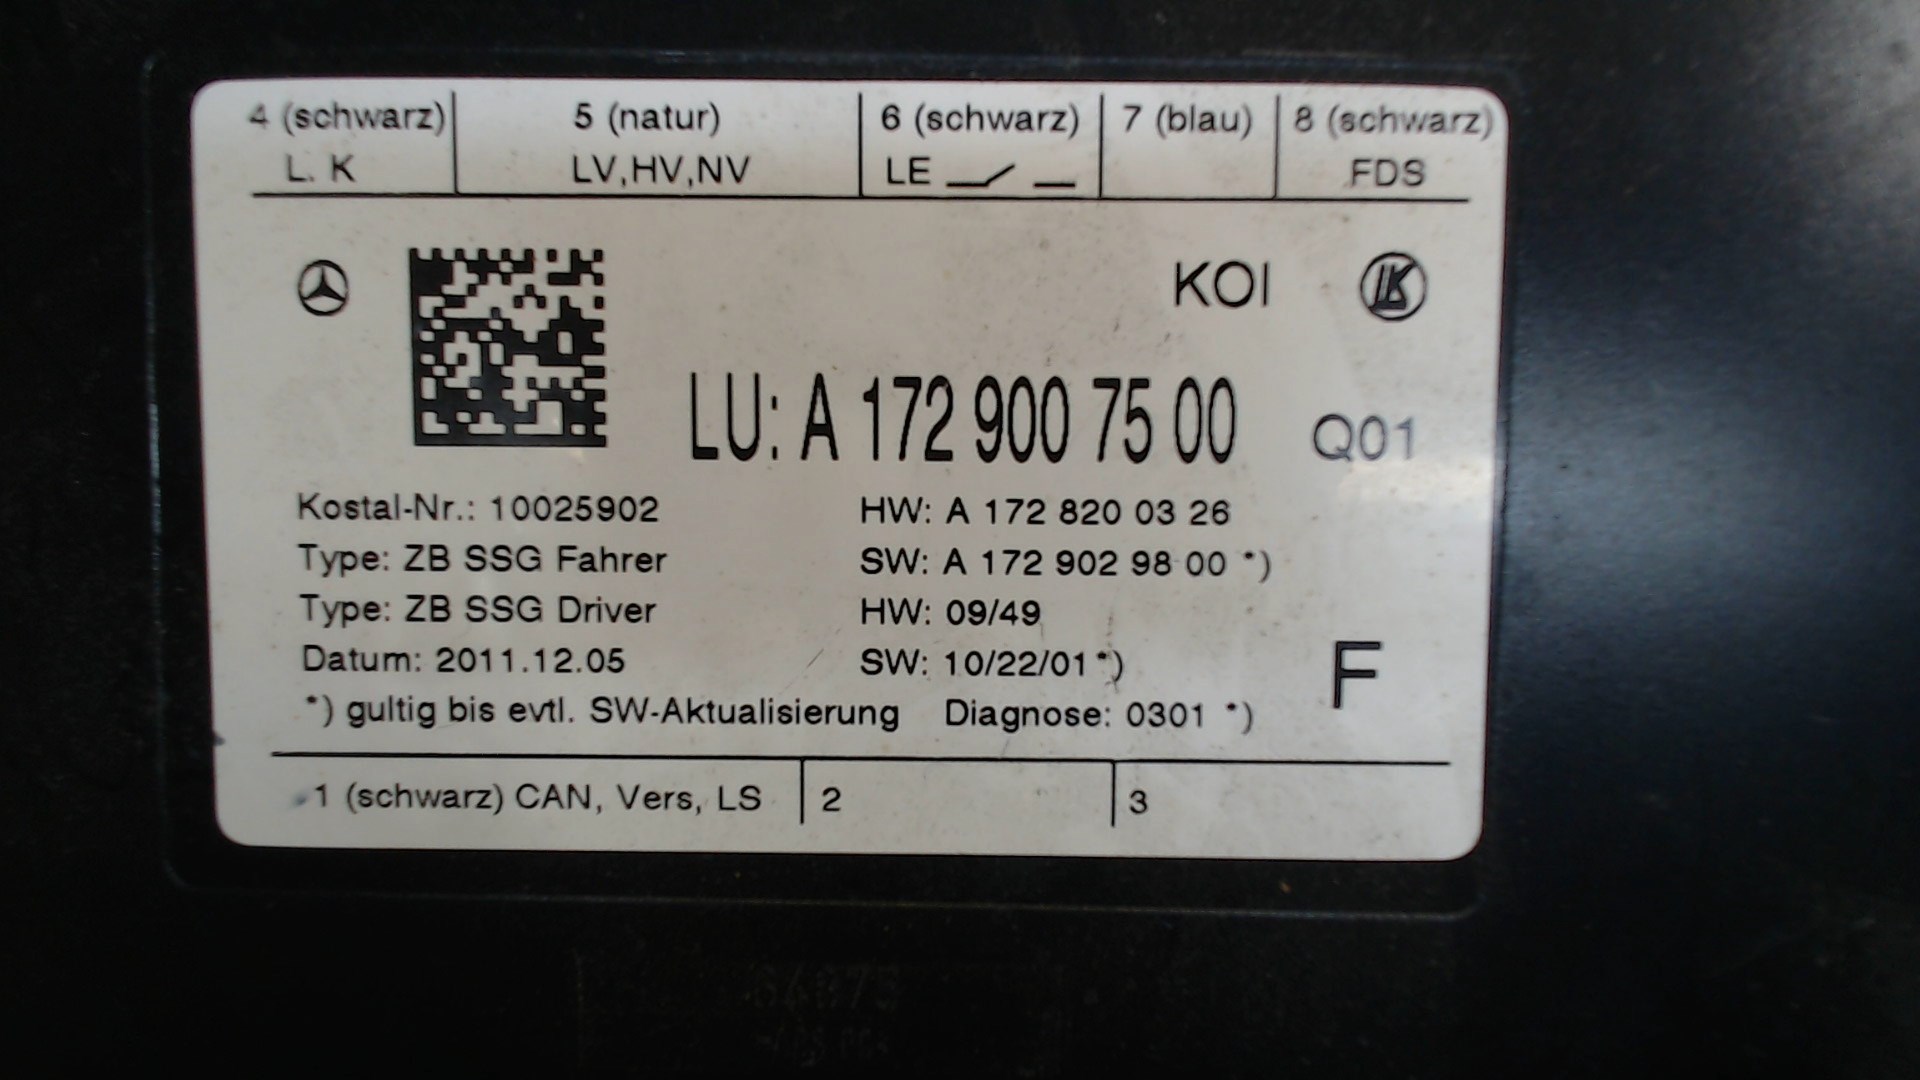 4 (schwarz) 5 (natur) 6 (schwarz) 7 (blau) 8 (schwarz)
L. K LV,HV,NV LE FDS
KOI
LU: A 172 900 75 00 Q01
Kostal-Nr.: 10025902 HW: A 172 820 03 26
Type: ZB SSG Fahrer SW: A 172 902 98 00 *)
Type: ZB SSG Driver HW: 09/49
Datum: 2011.12.05 SW: 10/22/01 *)
F
*) gultig bis evtl. SW-Aktualisierung Diagnose: 0301 *)
1 (schwarz) CAN, Vers, LS 2 3